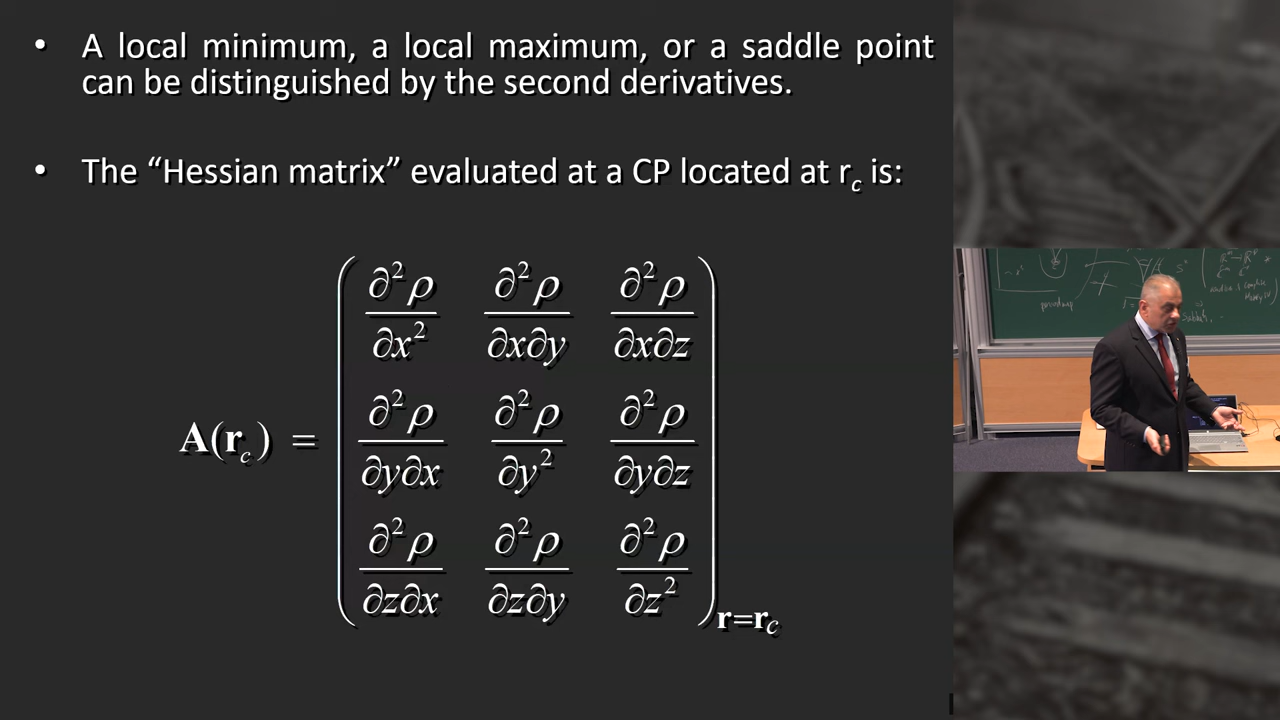 • A local minimum, a local maximum, or a saddle point
can be distinguished by the second derivatives.
• The “Hessian matrix” evaluated at a CP located at r_c is:
A(r_c) = ( ∂²ρ/∂x² ∂²ρ/∂x∂y ∂²ρ/∂x∂z
∂²ρ/∂y∂x ∂²ρ/∂y² ∂²ρ/∂y∂z
∂²ρ/∂z∂x ∂²ρ/∂z∂y ∂²ρ/∂z² )_r=r_c